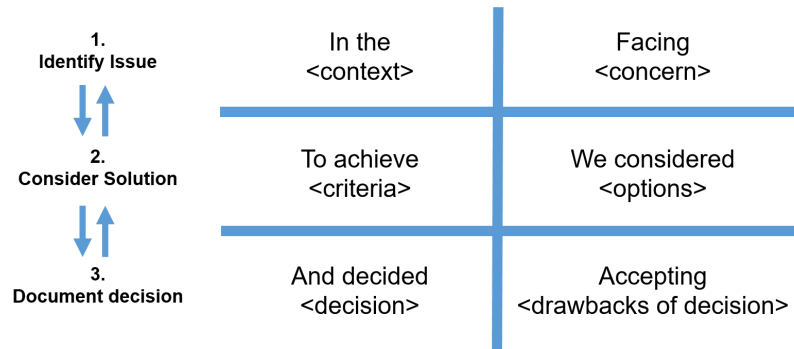 1.
Identify Issue
In the
<context>
Facing
<concern>
2.
Consider Solution
To achieve
<criteria>
We considered
<options>
3.
Document decision
And decided
<decision>
Accepting
<drawbacks of decision>